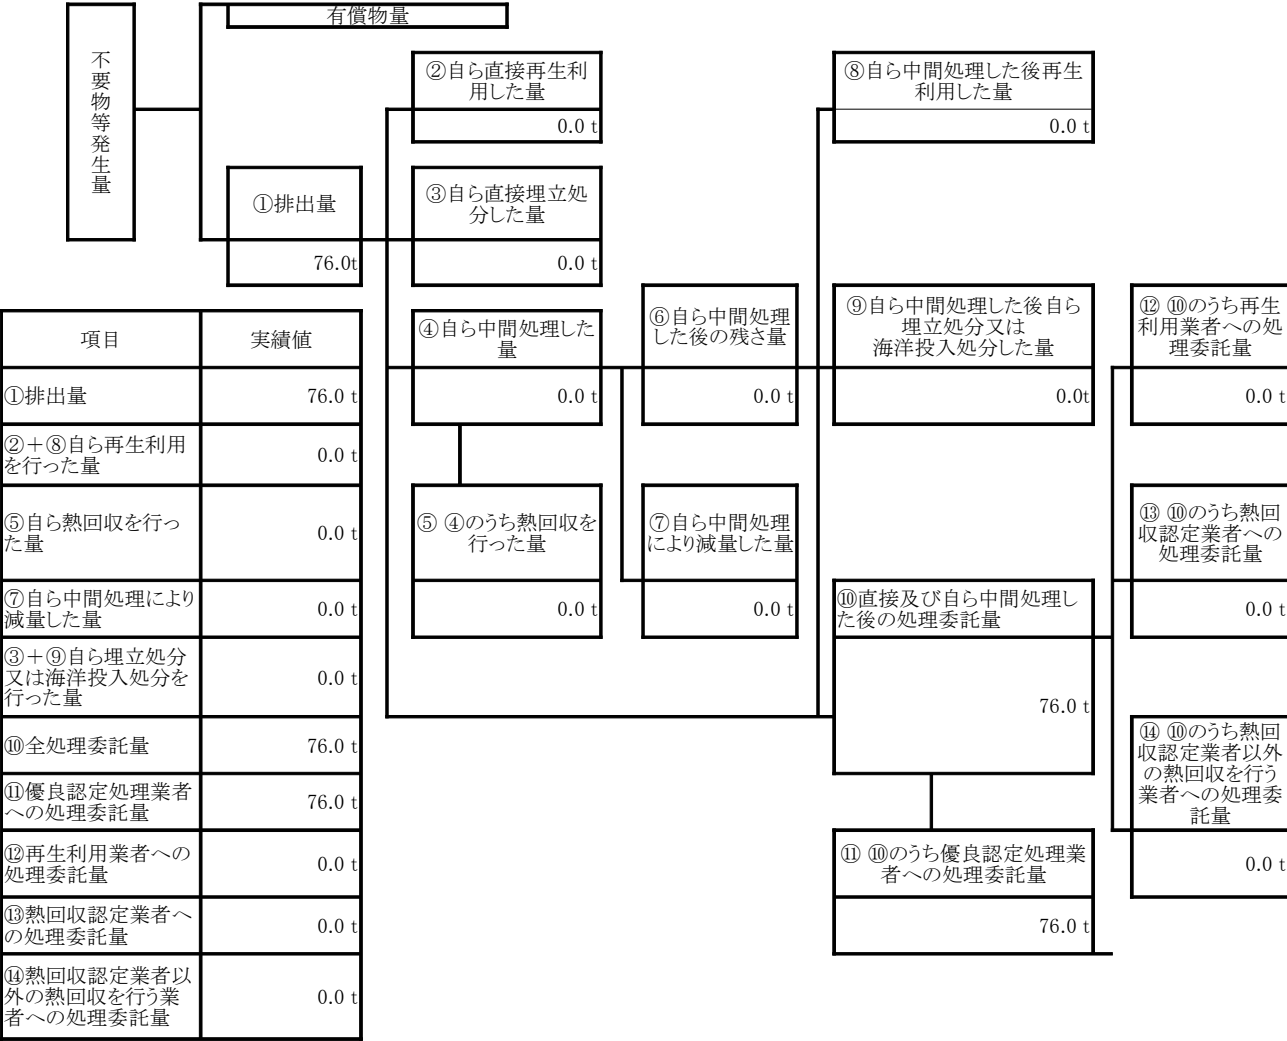 有償物量
不要物等発生量
②自ら直接再生利
用した量
0.0 t
⑧自ら中間処理した後再生
利用した量
0.0 t
①排出量
76.0t
③自ら直接埋立処
分した量
0.0 t
④自ら中間処理した
量
0.0 t
⑥自ら中間処理
した後の残さ量
0.0 t
⑨自ら中間処理した後自ら
埋立処分又は
海洋投入処分した量
0.0t
⑫ ⑩のうち再生
利用業者への処
理委託量
0.0 t
⑤ ④のうち熱回収を
行った量
0.0 t
⑦自ら中間処理
により減量した量
0.0 t
⑬ ⑩のうち熱回
収認定業者への
処理委託量
0.0 t
⑩直接及び自ら中間処理し
た後の処理委託量
76.0 t
⑭ ⑩のうち熱回
収認定業者以外
の熱回収を行う
業者への処理委
託量
0.0 t
⑪ ⑩のうち優良認定処理業
者への処理委託量
76.0 t
項目 実績値
①排出量 76.0 t
②＋⑧自ら再生利用
を行った量
0.0 t
⑤自ら熱回収を行っ
た量
0.0 t
⑦自ら中間処理により
減量した量
0.0 t
③＋⑨自ら埋立処分
又は海洋投入処分を
行った量
0.0 t
⑩全処理委託量 76.0 t
⑪優良認定処理業者
への処理委託量
76.0 t
⑫再生利用業者への
処理委託量
0.0 t
⑬熱回収認定業者へ
の処理委託量
0.0 t
⑭熱回収認定業者以
外の熱回収を行う業
者への処理委託量
0.0 t